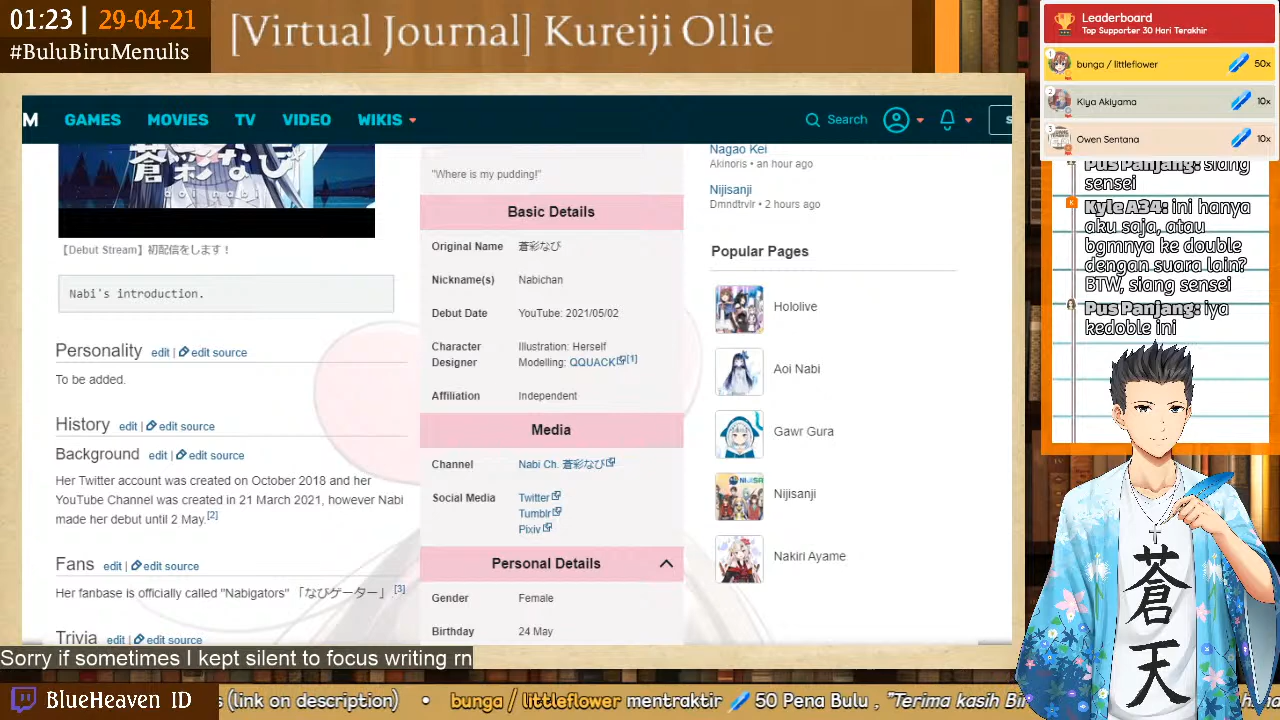 01:23 | 29-04-21
#BuluBiruMenulis
[Virtual Journal] Kureiji Ollie
Leaderboard
Top Supporter 30 Hari Terakhir
1 bunga / littleflower 50x
2 Kiya Akiyama 10x
3 Owen Sentana 10x
Pus Panjang: siang
sensei
K Kyle A34: ini hanya
aku saja, atau
bgmnya ke double
dengan suara lain?
BTW, siang sensei
Pus Panjang: iya
kedoble ini
M GAMES MOVIES TV VIDEO WIKIS Search S
蒼彩なび
aoi nabi
【Debut Stream】初配信をします！
Nabi's introduction.
Personality edit | edit source
To be added.
History edit | edit source
Background edit | edit source
Her Twitter account was created on October 2018 and her
YouTube Channel was created in 21 March 2021, however Nabi
made her debut until 2 May.[2]
Fans edit | edit source
Her fanbase is officially called "Nabigators" 「なびゲーター」 [3]
Trivia edit | edit source
"Where is my pudding!"
Basic Details
Original Name 蒼彩なび
Nickname(s) Nabichan
Debut Date YouTube: 2021/05/02
Character Designer Illustration: Herself
Modelling: QQUACK[1]
Affiliation Independent
Media
Channel Nabi Ch. 蒼彩なび
Social Media Twitter
Tumblr
Pixiv
Personal Details
Gender Female
Birthday 24 May
Nagao Kei
Akinoris • an hour ago
Nijisanji
Dmndtrvlr • 2 hours ago
Popular Pages
Hololive
Aoi Nabi
Gawr Gura
NIJISA
Nijisanji
Nakiri Ayame
蒼天
Sorry if sometimes I kept silent to focus writing rn
BlueHeaven ID
s (link on description) • bunga / littleflower mentraktir 50 Pena Bulu , "Terima kasih Bi